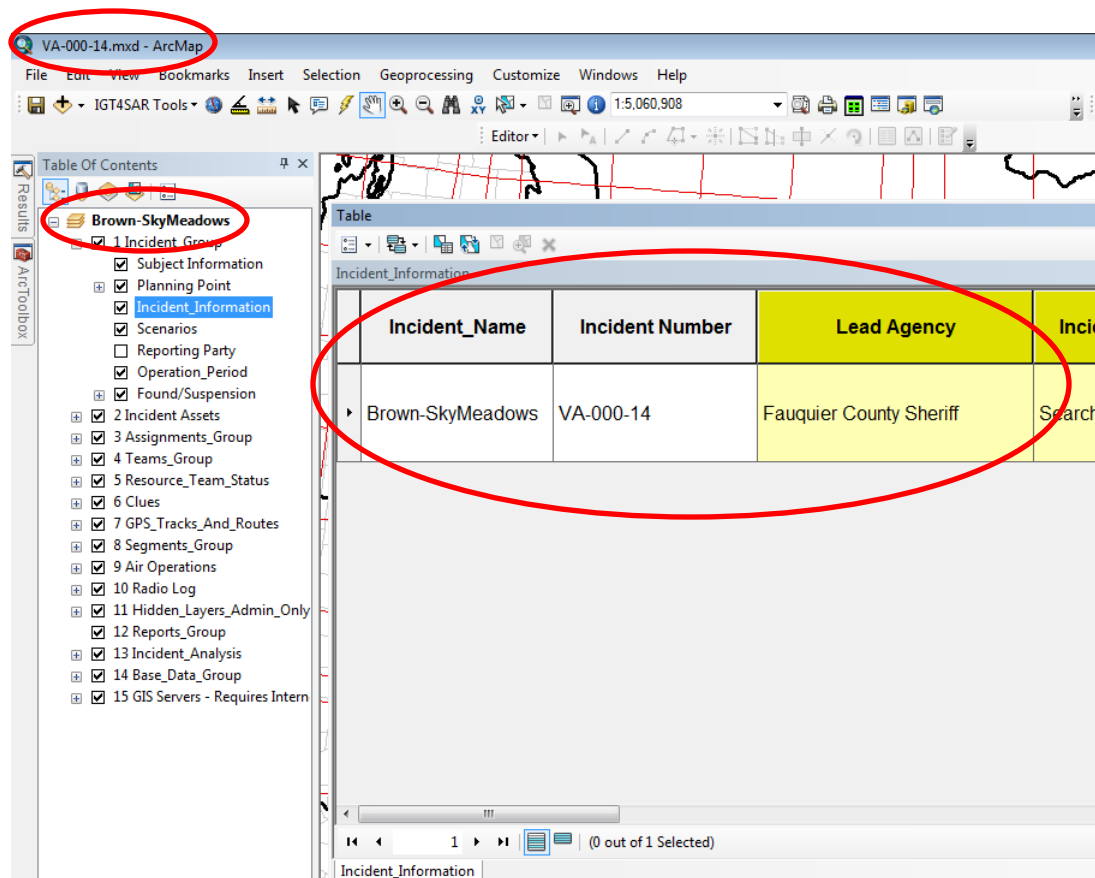 VA-000-14.mxd - ArcMap
File Edit View Bookmarks Insert Selection Geoprocessing Customize Windows Help
IGT4SAR Tools 1:5,060,908
Editor
Results
ArcToolbox
Table Of Contents
Brown-SkyMeadows
1 Incident_Group
Subject Information
Planning Point
Incident_Information
Scenarios
Reporting Party
Operation_Period
Found/Suspension
2 Incident Assets
3 Assignments_Group
4 Teams_Group
5 Resource_Team_Status
6 Clues
7 GPS_Tracks_And_Routes
8 Segments_Group
9 Air Operations
10 Radio Log
11 Hidden_Layers_Admin_Only
12 Reports_Group
13 Incident_Analysis
14 Base_Data_Group
15 GIS Servers - Requires Intern
Table
Incident_Information
Incident_Name Incident Number Lead Agency Inci
Brown-SkyMeadows VA-000-14 Fauquier County Sheriff Search
1 (0 out of 1 Selected)
Incident_Information